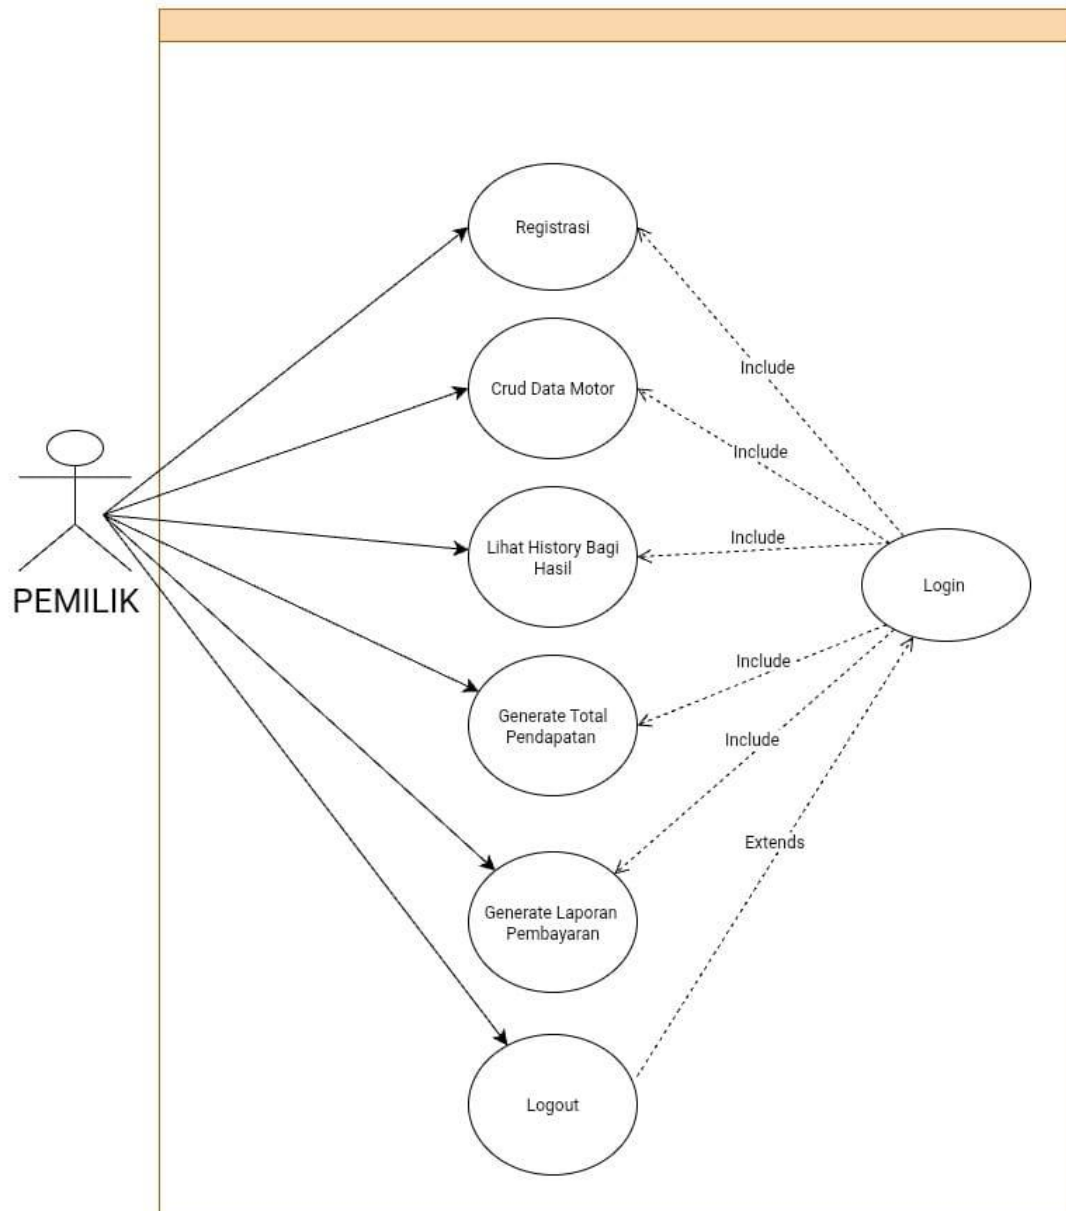 Registrasi
Include
Crud Data Motor
Include
Lihat History Bagi
Hasil
Include
Login
PEMILIK
Include
Generate Total
Pendapatan
Include
Extends
Generate Laporan
Pembayaran
Logout